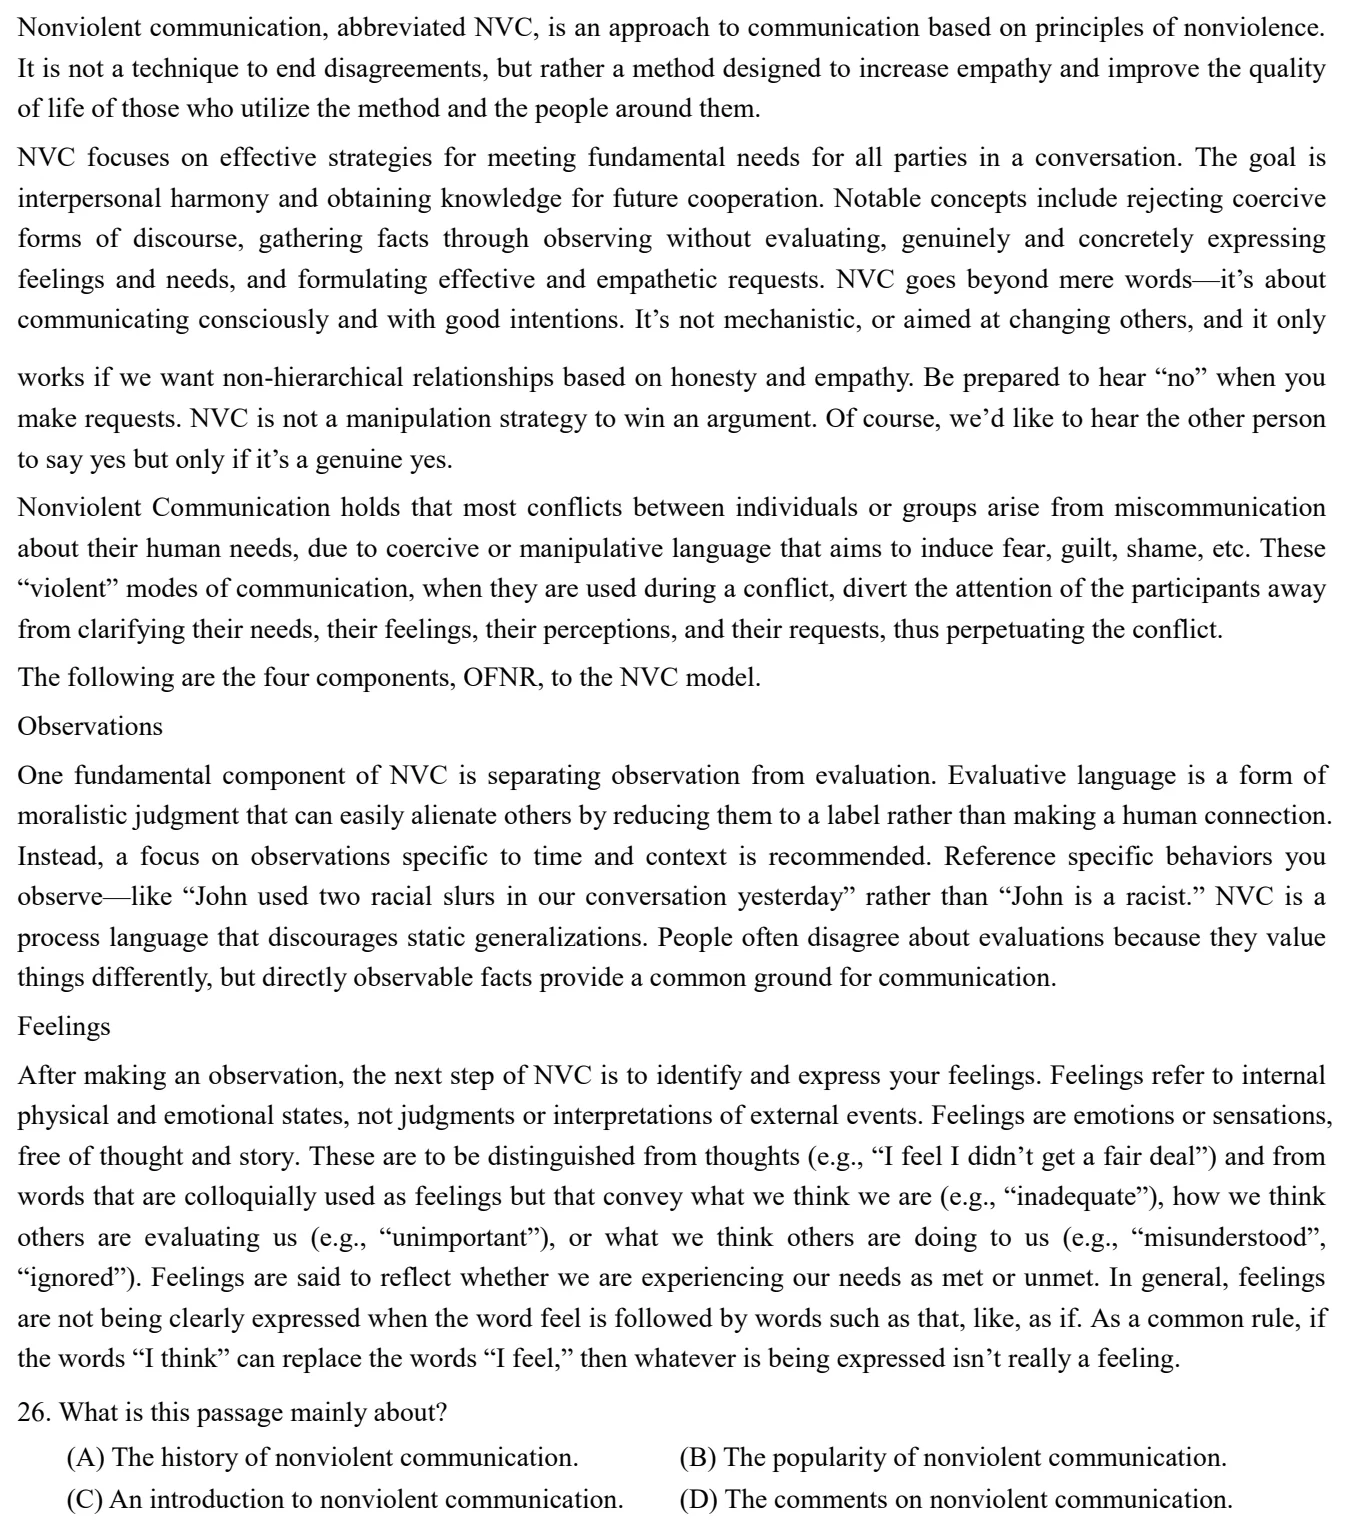 Nonviolent communication, abbreviated NVC, is an approach to communication based on principles of nonviolence.
It is not a technique to end disagreements, but rather a method designed to increase empathy and improve the quality
of life of those who utilize the method and the people around them.
NVC focuses on effective strategies for meeting fundamental needs for all parties in a conversation. The goal is
interpersonal harmony and obtaining knowledge for future cooperation. Notable concepts include rejecting coercive
forms of discourse, gathering facts through observing without evaluating, genuinely and concretely expressing
feelings and needs, and formulating effective and empathetic requests. NVC goes beyond mere words—it’s about
communicating consciously and with good intentions. It’s not mechanistic, or aimed at changing others, and it only
works if we want non-hierarchical relationships based on honesty and empathy. Be prepared to hear “no” when you
make requests. NVC is not a manipulation strategy to win an argument. Of course, we’d like to hear the other person
to say yes but only if it’s a genuine yes.
Nonviolent Communication holds that most conflicts between individuals or groups arise from miscommunication
about their human needs, due to coercive or manipulative language that aims to induce fear, guilt, shame, etc. These
“violent” modes of communication, when they are used during a conflict, divert the attention of the participants away
from clarifying their needs, their feelings, their perceptions, and their requests, thus perpetuating the conflict.
The following are the four components, OFNR, to the NVC model.
Observations
One fundamental component of NVC is separating observation from evaluation. Evaluative language is a form of
moralistic judgment that can easily alienate others by reducing them to a label rather than making a human connection.
Instead, a focus on observations specific to time and context is recommended. Reference specific behaviors you
observe—like “John used two racial slurs in our conversation yesterday” rather than “John is a racist.” NVC is a
process language that discourages static generalizations. People often disagree about evaluations because they value
things differently, but directly observable facts provide a common ground for communication.
Feelings
After making an observation, the next step of NVC is to identify and express your feelings. Feelings refer to internal
physical and emotional states, not judgments or interpretations of external events. Feelings are emotions or sensations,
free of thought and story. These are to be distinguished from thoughts (e.g., “I feel I didn’t get a fair deal”) and from
words that are colloquially used as feelings but that convey what we think we are (e.g., “inadequate”), how we think
others are evaluating us (e.g., “unimportant”), or what we think others are doing to us (e.g., “misunderstood”,
“ignored”). Feelings are said to reflect whether we are experiencing our needs as met or unmet. In general, feelings
are not being clearly expressed when the word feel is followed by words such as that, like, as if. As a common rule, if
the words “I think” can replace the words “I feel,” then whatever is being expressed isn’t really a feeling.
26. What is this passage mainly about?
(A) The history of nonviolent communication. (B) The popularity of nonviolent communication.
(C) An introduction to nonviolent communication. (D) The comments on nonviolent communication.